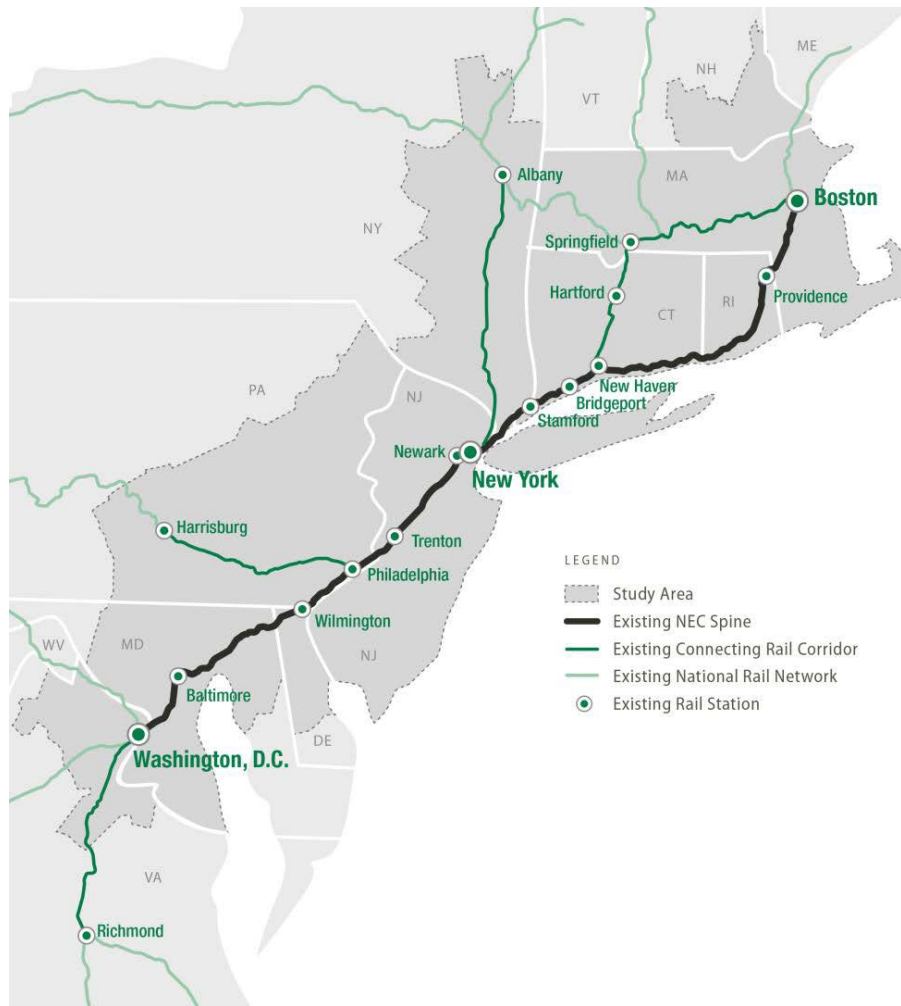 ME
NH
VT
Albany
MA
Boston
NY
Springfield
Hartford
Providence
RI
CT
New Haven
Bridgeport
Stamford
PA
NJ
Newark
New York
Harrisburg
Trenton
Philadelphia
Wilmington
NJ
WV
MD
Baltimore
DE
Washington, D.C.
VA
Richmond
LEGEND
Study Area
Existing NEC Spine
Existing Connecting Rail Corridor
Existing National Rail Network
Existing Rail Station